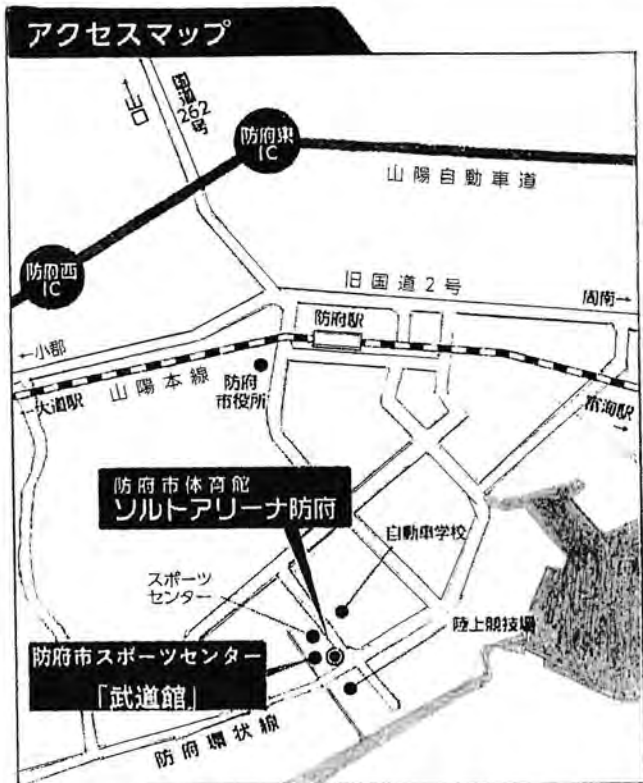 アクセスマップ
↑山口
国道262号
防府東
IC
山陽自動車道
防府西
IC
旧国道2号
周南→
防府駅
←小郡
山陽本線
大道駅
防府
市役所
富海駅
→
防府市体育館
ソルトアリーナ防府
自動車学校
スポーツ
センター
陸上競技場
防府市スポーツセンター
「武道館」
防府環状線